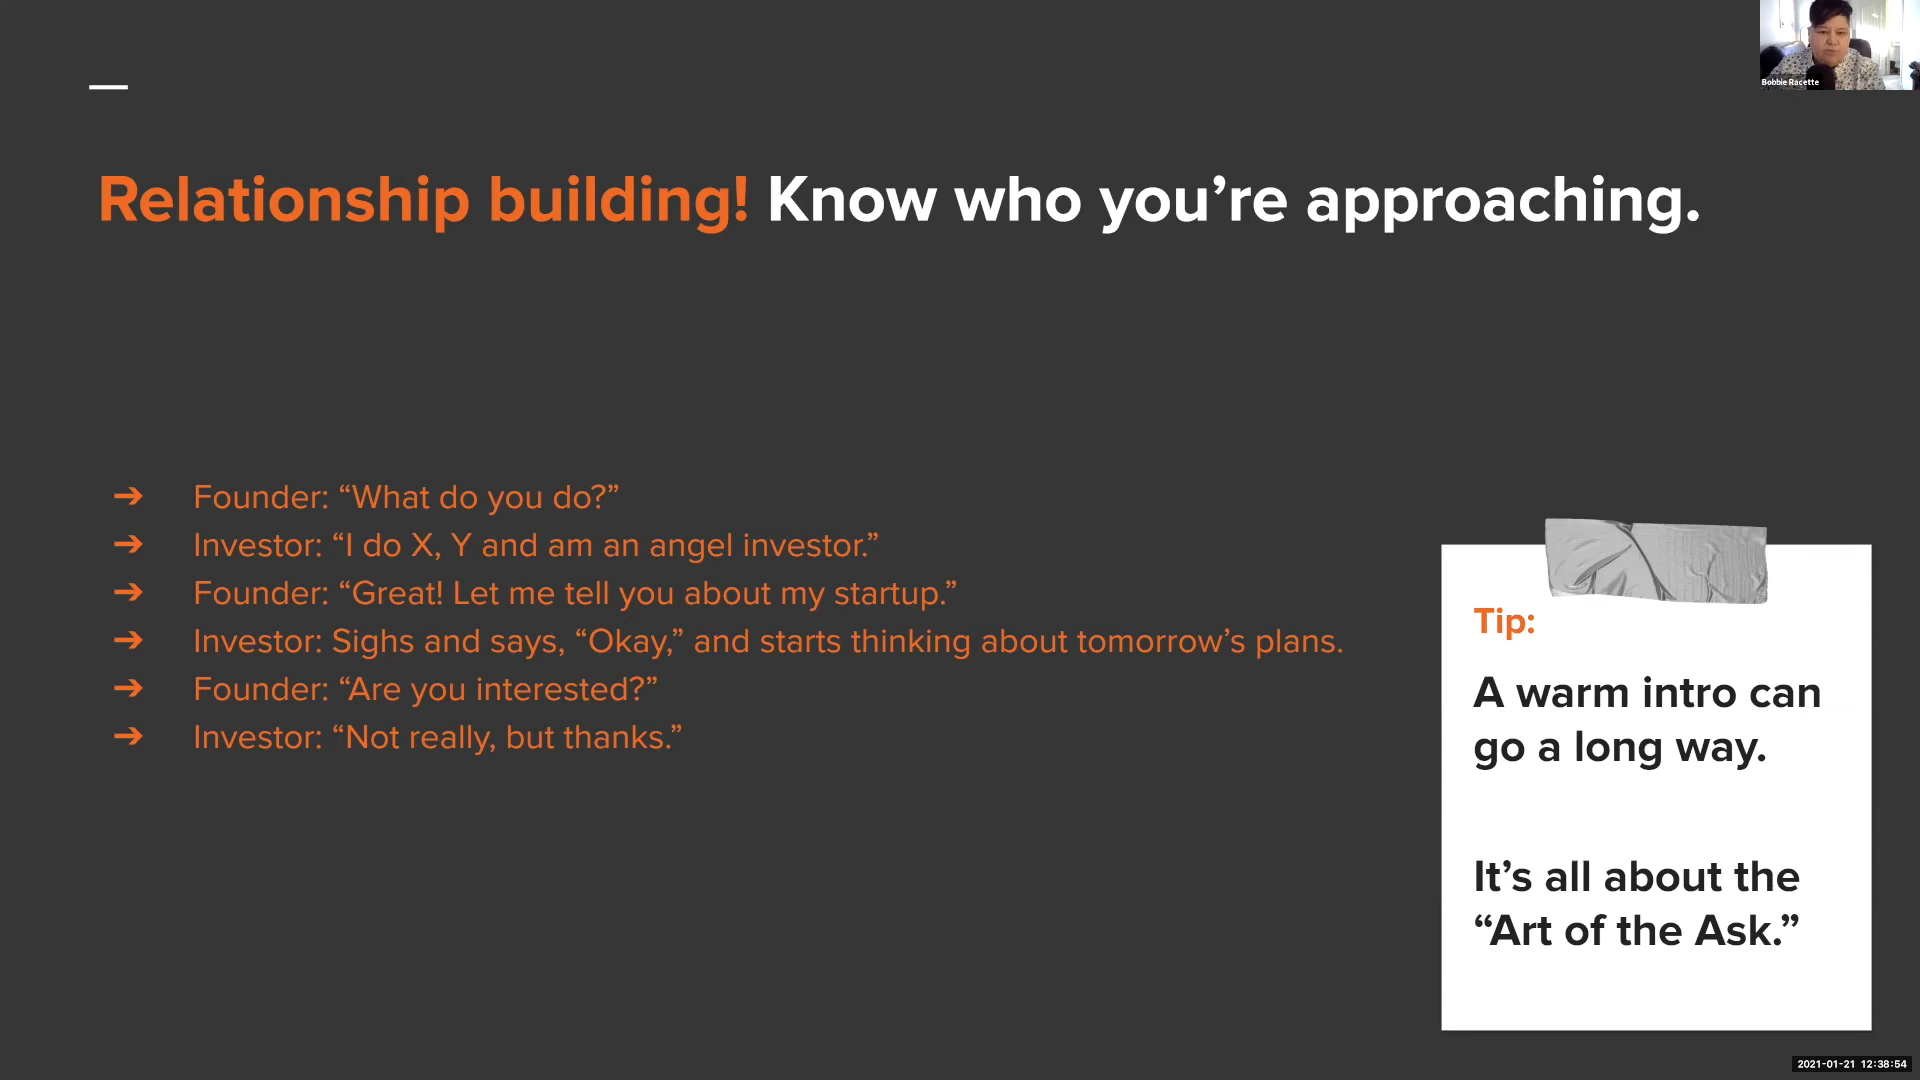 Bobbie Racette
Relationship building! Know who you’re approaching.
➔ Founder: “What do you do?”
➔ Investor: “I do X, Y and am an angel investor.”
➔ Founder: “Great! Let me tell you about my startup.”
➔ Investor: Sighs and says, “Okay,” and starts thinking about tomorrow’s plans.
➔ Founder: “Are you interested?”
➔ Investor: “Not really, but thanks.”
Tip:
A warm intro can
go a long way.
It’s all about the
“Art of the Ask.”
2021-01-21 12:38:54